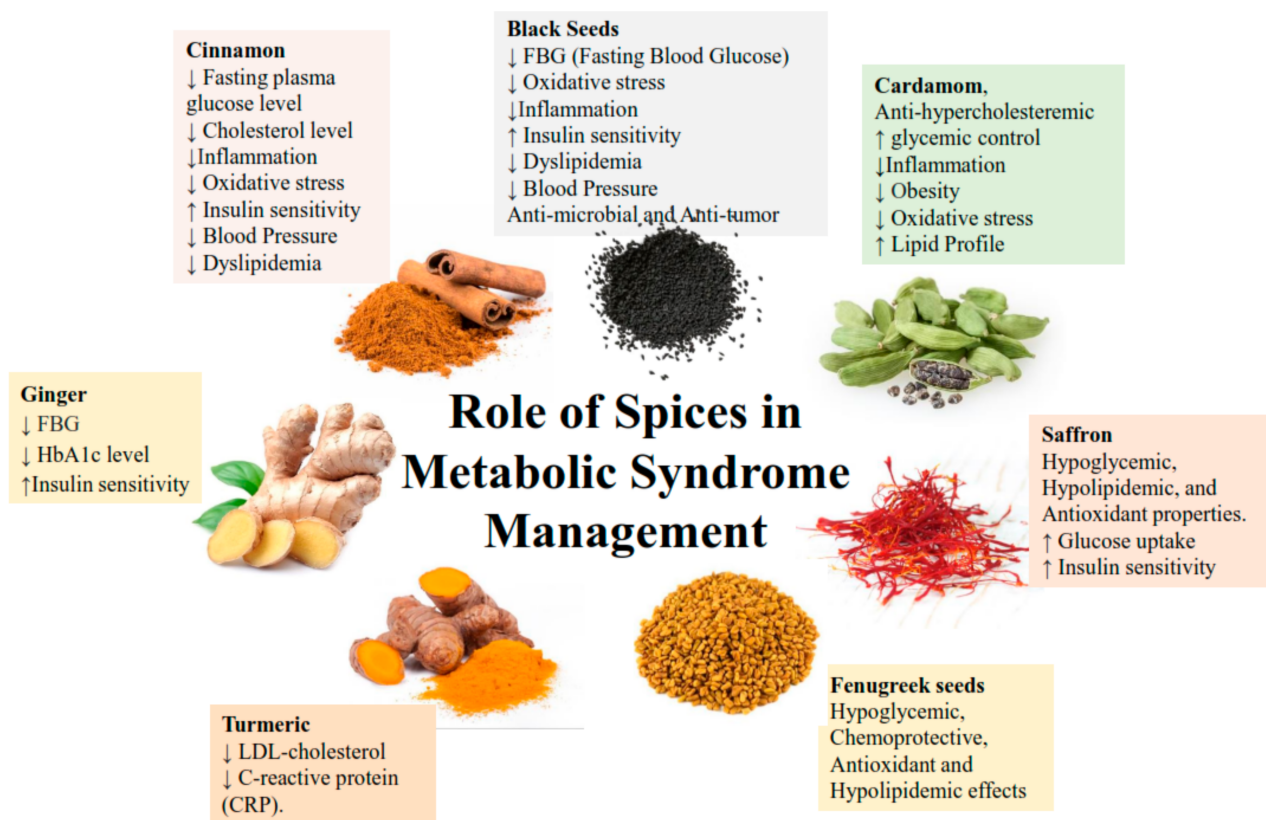 Cinnamon
↓ Fasting plasma
glucose level
↓ Cholesterol level
↓Inflammation
↓ Oxidative stress
↑ Insulin sensitivity
↓ Blood Pressure
↓ Dyslipidemia
Black Seeds
↓ FBG (Fasting Blood Glucose)
↓ Oxidative stress
↓Inflammation
↑ Insulin sensitivity
↓ Dyslipidemia
↓ Blood Pressure
Anti-microbial and Anti-tumor
Cardamom,
Anti-hypercholesteremic
↑ glycemic control
↓Inflammation
↓ Obesity
↓ Oxidative stress
↑ Lipid Profile
Ginger
↓ FBG
↓ HbA1c level
↑Insulin sensitivity
Role of Spices in
Metabolic Syndrome
Management
Saffron
Hypoglycemic,
Hypolipidemic, and
Antioxidant properties.
↑ Glucose uptake
↑ Insulin sensitivity
Turmeric
↓ LDL-cholesterol
↓ C-reactive protein
(CRP).
Fenugreek seeds
Hypoglycemic,
Chemoprotective,
Antioxidant and
Hypolipidemic effects